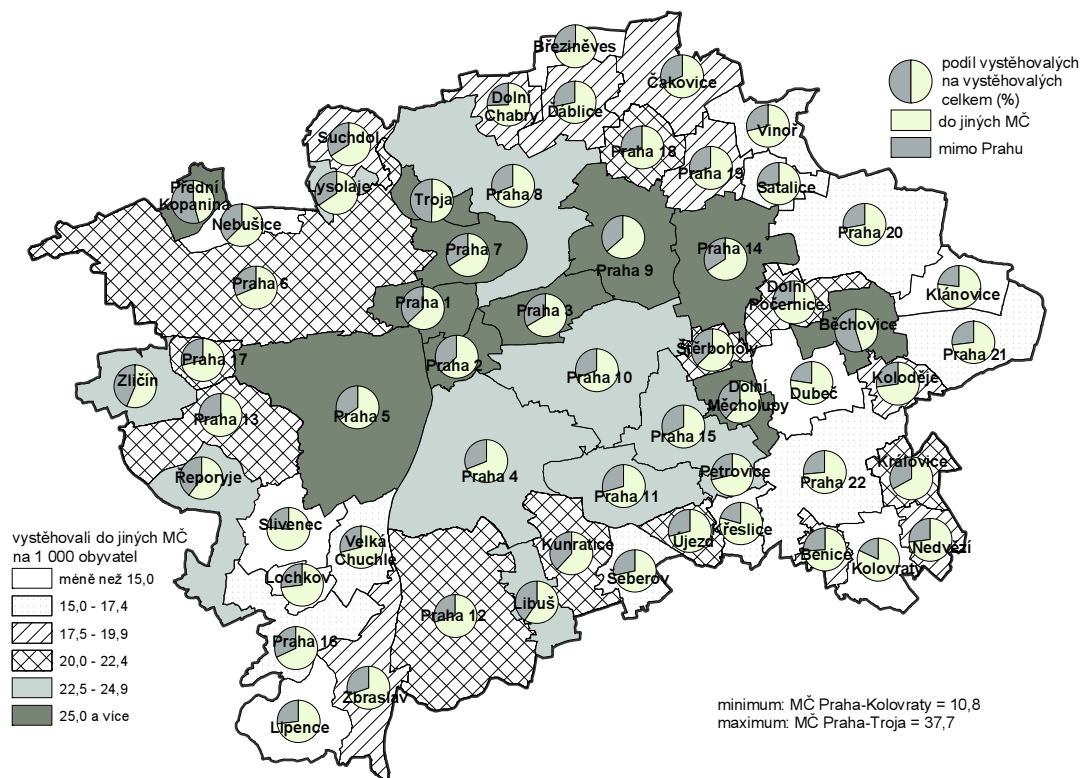 podíl vystěhovalých
na vystěhovalých
celkem (%)
do jiných MČ
mimo Prahu
Březiněves
Čakovice
Dolní
Chabry
Ďáblice
Vinoř
Suchdol
Praha 18
Praha 19
Satalice
Přední
Kopanina
Lysolaje
Troja
Praha 8
Nebušice
Praha 20
Praha 7
Praha 14
Praha 9
Praha 6
Dolní
Počernice
Klánovice
Praha 1
Praha 3
Běchovice
Praha 2
Štěrboholy
Praha 21
Praha 17
Zličín
Praha 10
Koloděje
Praha 5
Dolní
Měcholupy
Dubeč
Praha 13
Praha 15
Řeporyje
Praha 4
Petrovice
Praha 22
Královice
Praha 11
Slivenec
Velká
Chuchle
Křeslice
Újezd
Kunratice
Nedvězí
Benice
Kolovraty
Šeberov
Lochkov
Libuš
Praha 12
Praha 16
Zbraslav
Lipence
vystěhovalí do jiných MČ
na 1 000 obyvatel
méně než 15,0
15,0 - 17,4
17,5 - 19,9
20,0 - 22,4
22,5 - 24,9
25,0 a více
minimum: MČ Praha-Kolovraty = 10,8
maximum: MČ Praha-Troja = 37,7